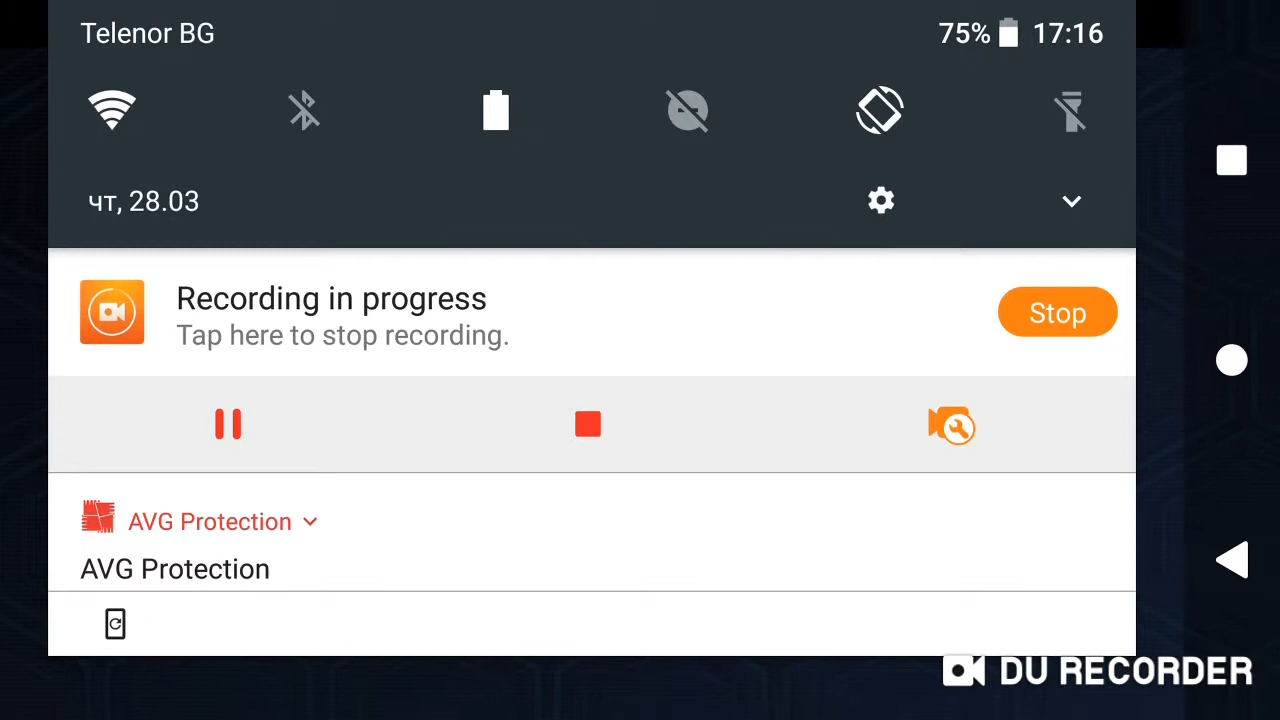 Telenor BG
75% 17:16
чт, 28.03
Recording in progress
Tap here to stop recording.
Stop
AVG Protection
AVG Protection
DU RECORDER